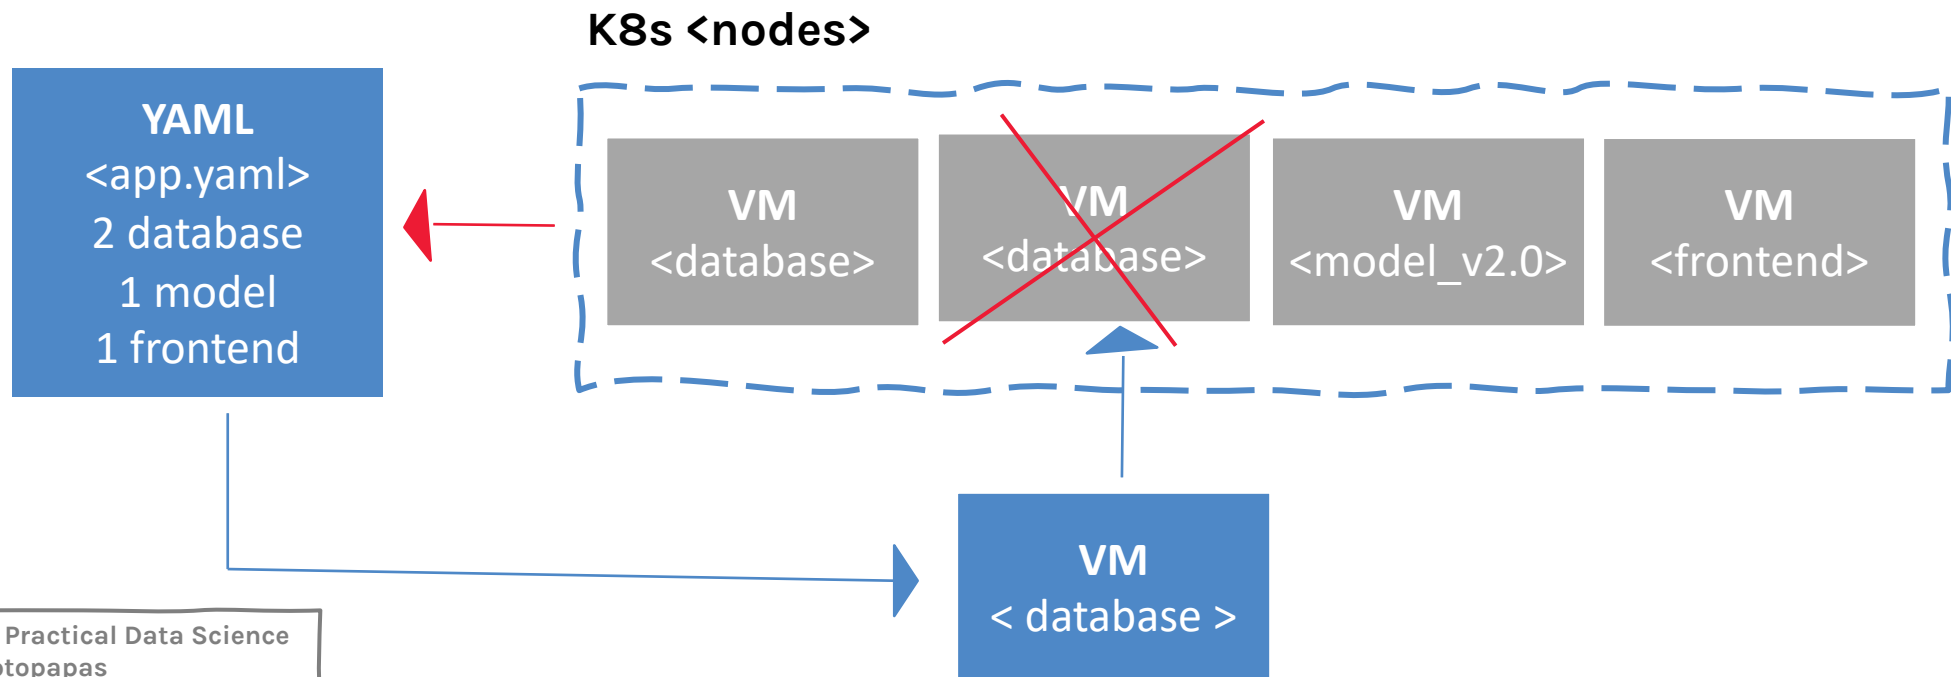 K8s <nodes>
YAML
<app.yaml>
2 database
1 model
1 frontend
VM
<database>
VM
<database>
VM
<model_v2.0>
VM
<frontend>
VM
< database >
Practical Data Science